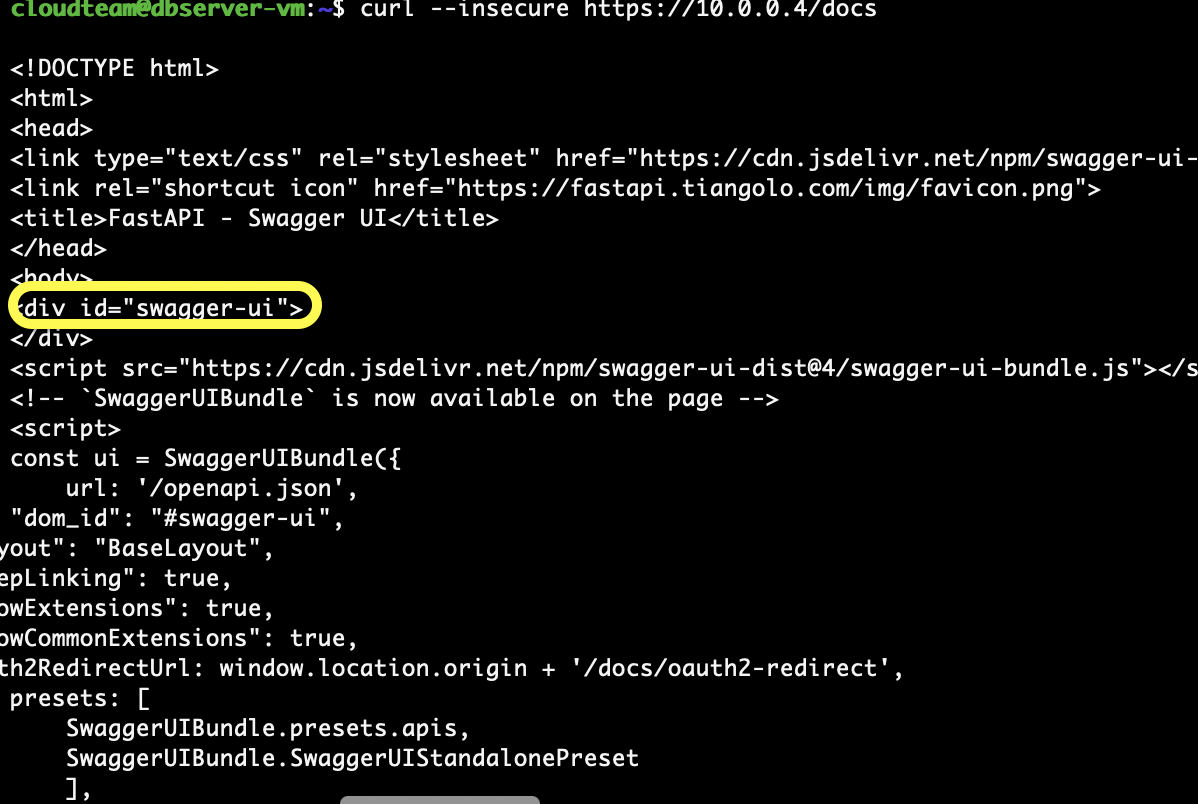 cloudteam@dbserver-vm:~$ curl --insecure https://10.0.0.4/docs
<!DOCTYPE html>
<html>
<head>
<link type="text/css" rel="stylesheet" href="https://cdn.jsdelivr.net/npm/swagger-ui-
<link rel="shortcut icon" href="https://fastapi.tiangolo.com/img/favicon.png">
<title>FastAPI - Swagger UI</title>
</head>
<body>
<div id="swagger-ui">
</div>
<script src="https://cdn.jsdelivr.net/npm/swagger-ui-dist@4/swagger-ui-bundle.js"></s
<!-- `SwaggerUIBundle` is now available on the page -->
<script>
const ui = SwaggerUIBundle({
    url: '/openapi.json',
"dom_id": "#swagger-ui",
yout": "BaseLayout",
epLinking": true,
owExtensions": true,
owCommonExtensions": true,
th2RedirectUrl: window.location.origin + '/docs/oauth2-redirect',
presets: [
    SwaggerUIBundle.presets.apis,
    SwaggerUIBundle.SwaggerUIStandalonePreset
    ],